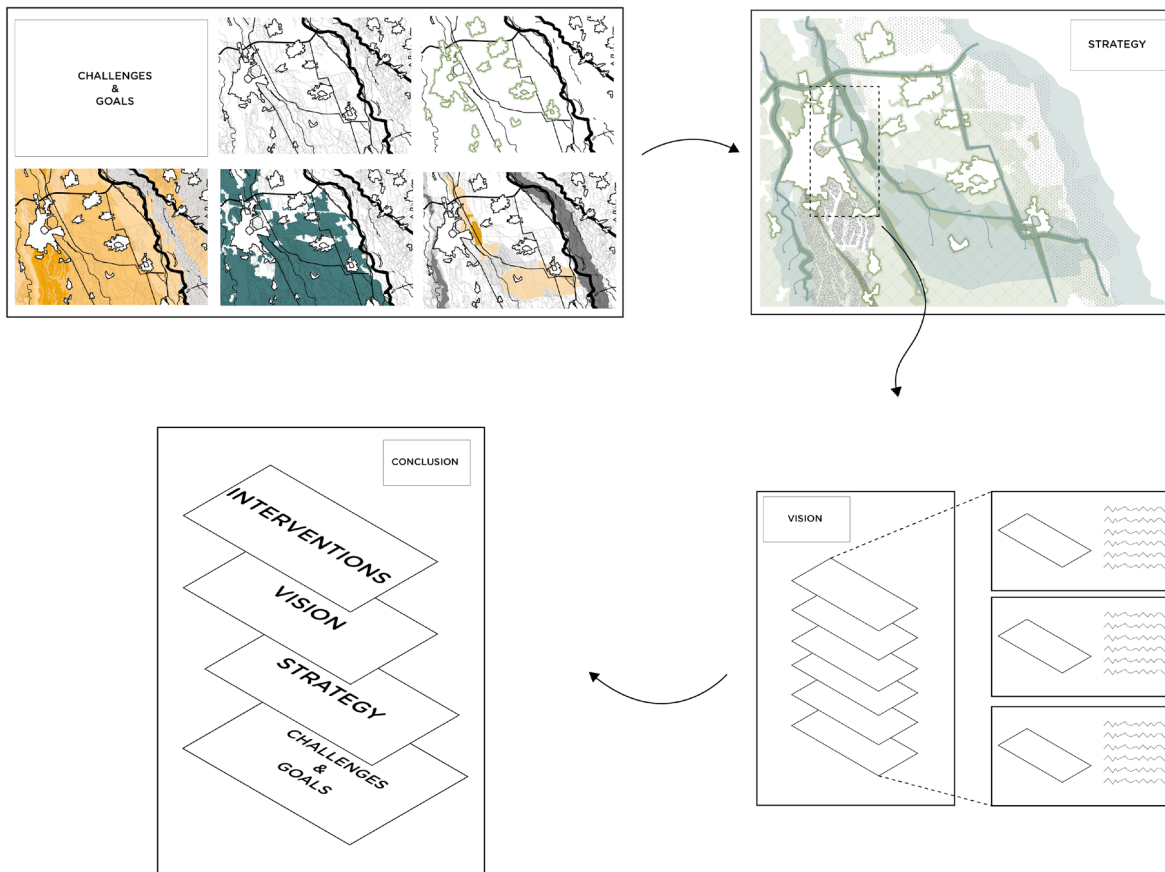 CHALLENGES
&
GOALS
STRATEGY
CONCLUSION
INTERVENTIONS
VISION
STRATEGY
CHALLENGES
&
GOALS
VISION